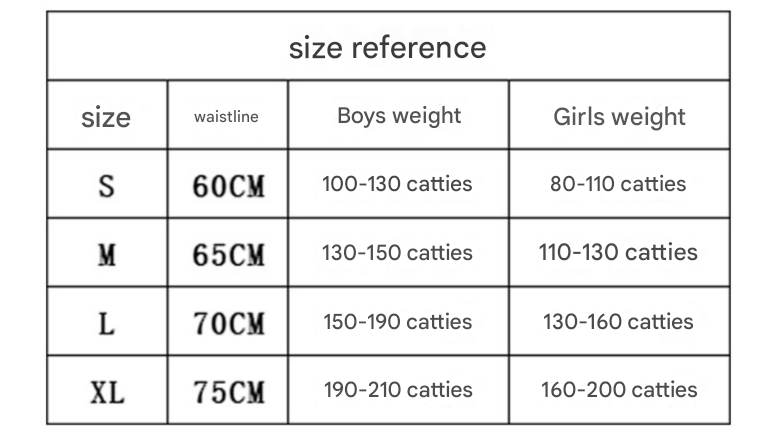 size reference
size waistline Boys weight Girls weight
S 60CM 100-130 catties 80-110 catties
M 65CM 130-150 catties 110-130 catties
L 70CM 150-190 catties 130-160 catties
XL 75CM 190-210 catties 160-200 catties